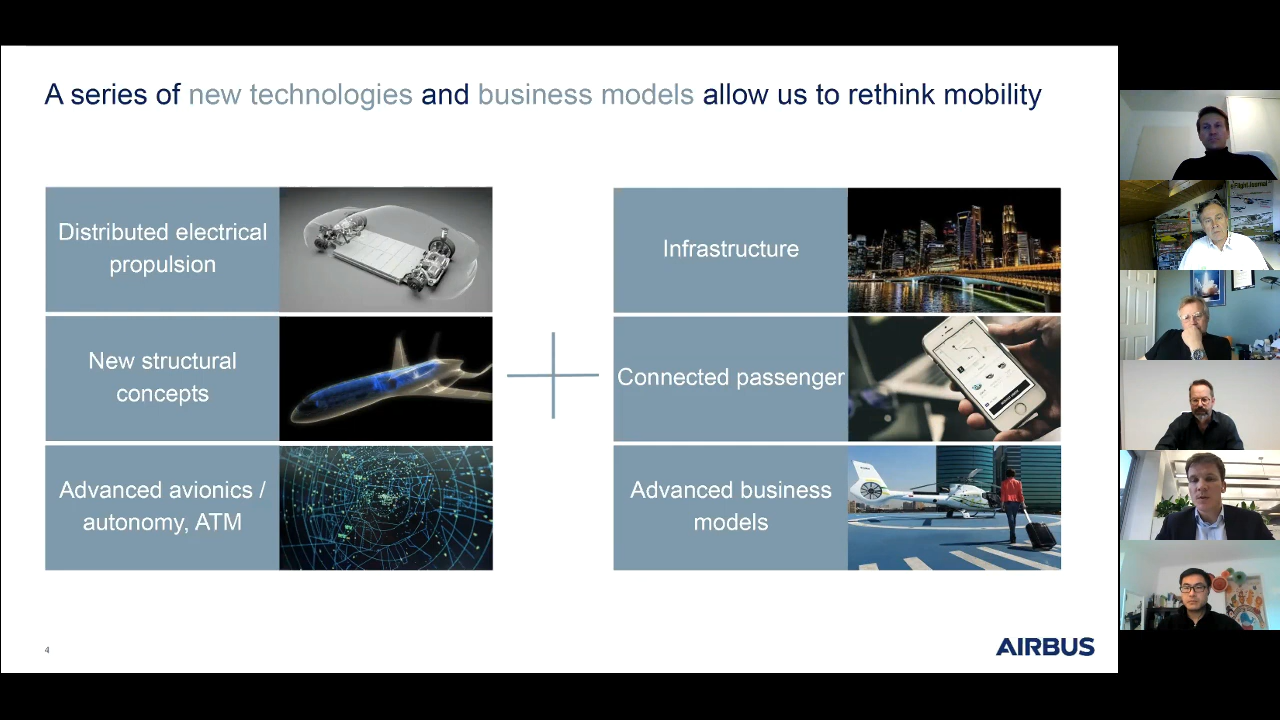 A series of new technologies and business models allow us to rethink mobility
Distributed electrical
propulsion
New structural
concepts
Advanced avionics /
autonomy, ATM
Infrastructure
Connected passenger
Advanced business
models
4
AIRBUS